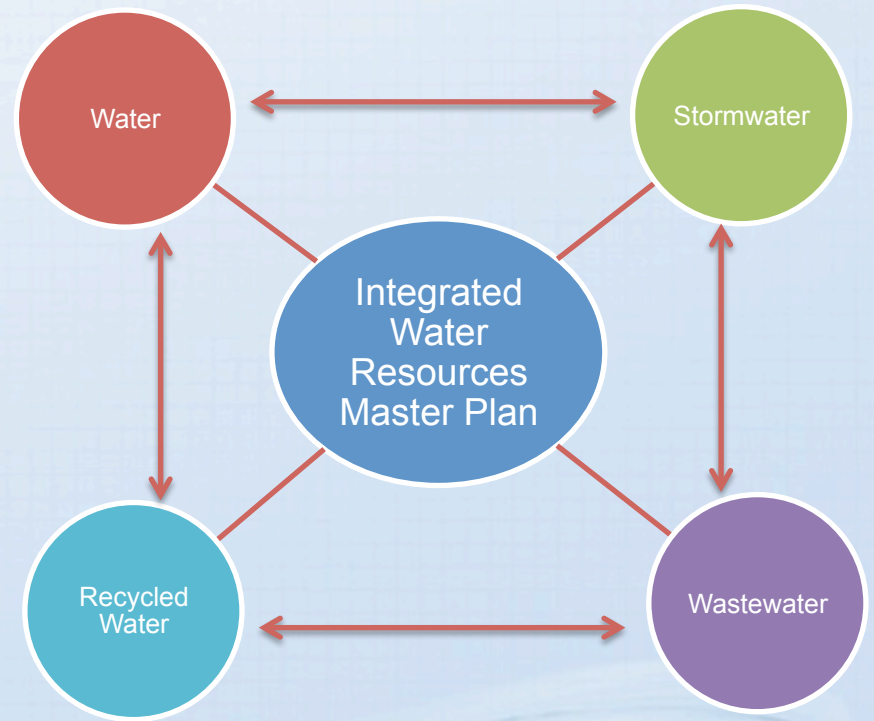 Water
Stormwater
Integrated
Water
Resources
Master Plan
Recycled
Water
Wastewater